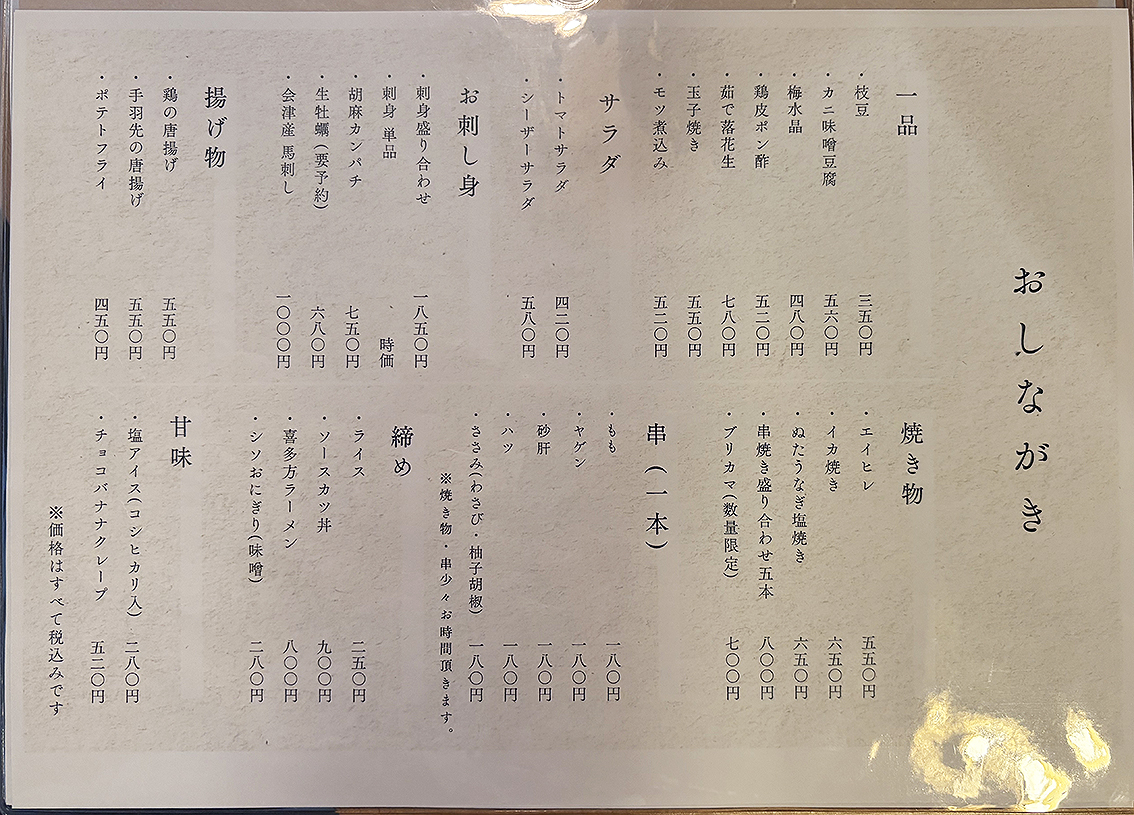 おしながき
一品
・枝豆 三五〇円
・カニ味噌豆腐 五六〇円
・梅水晶 四八〇円
・鶏皮ポン酢 五二〇円
・茹で落花生 七八〇円
・玉子焼き 五五〇円
・モツ煮込み 五二〇円
サラダ
・トマトサラダ 四二〇円
・シーザーサラダ 五八〇円
お刺し身
・刺身盛り合わせ 一八五〇円
・刺身 単品 時価
・胡麻カンパチ 七五〇円
・生牡蠣(要予約) 六八〇円
・会津産 馬刺し 一〇〇〇円
揚げ物
・鶏の唐揚げ 五五〇円
・手羽先の唐揚げ 五五〇円
・ポテトフライ 四五〇円
焼き物
・エイヒレ 五五〇円
・イカ焼き 六五〇円
・ぬたうなぎ塩焼き 六五〇円
・串焼き盛り合わせ五本 八〇〇円
・ブリカマ(数量限定) 七〇〇円
串(一本)
・もも 一八〇円
・ヤゲン 一八〇円
・砂肝 一八〇円
・ハツ 一八〇円
・ささみ(わさび・柚子胡椒) 一八〇円
※焼き物・串少々お時間頂きます。
締め
・ライス 二五〇円
・ソースカツ丼 九〇〇円
・喜多方ラーメン 八〇〇円
・シソおにぎり(味噌) 二八〇円
甘味
・塩アイス(コシヒカリ入) 二八〇円
・チョコバナナクレープ 五二〇円
※価格はすべて税込みです